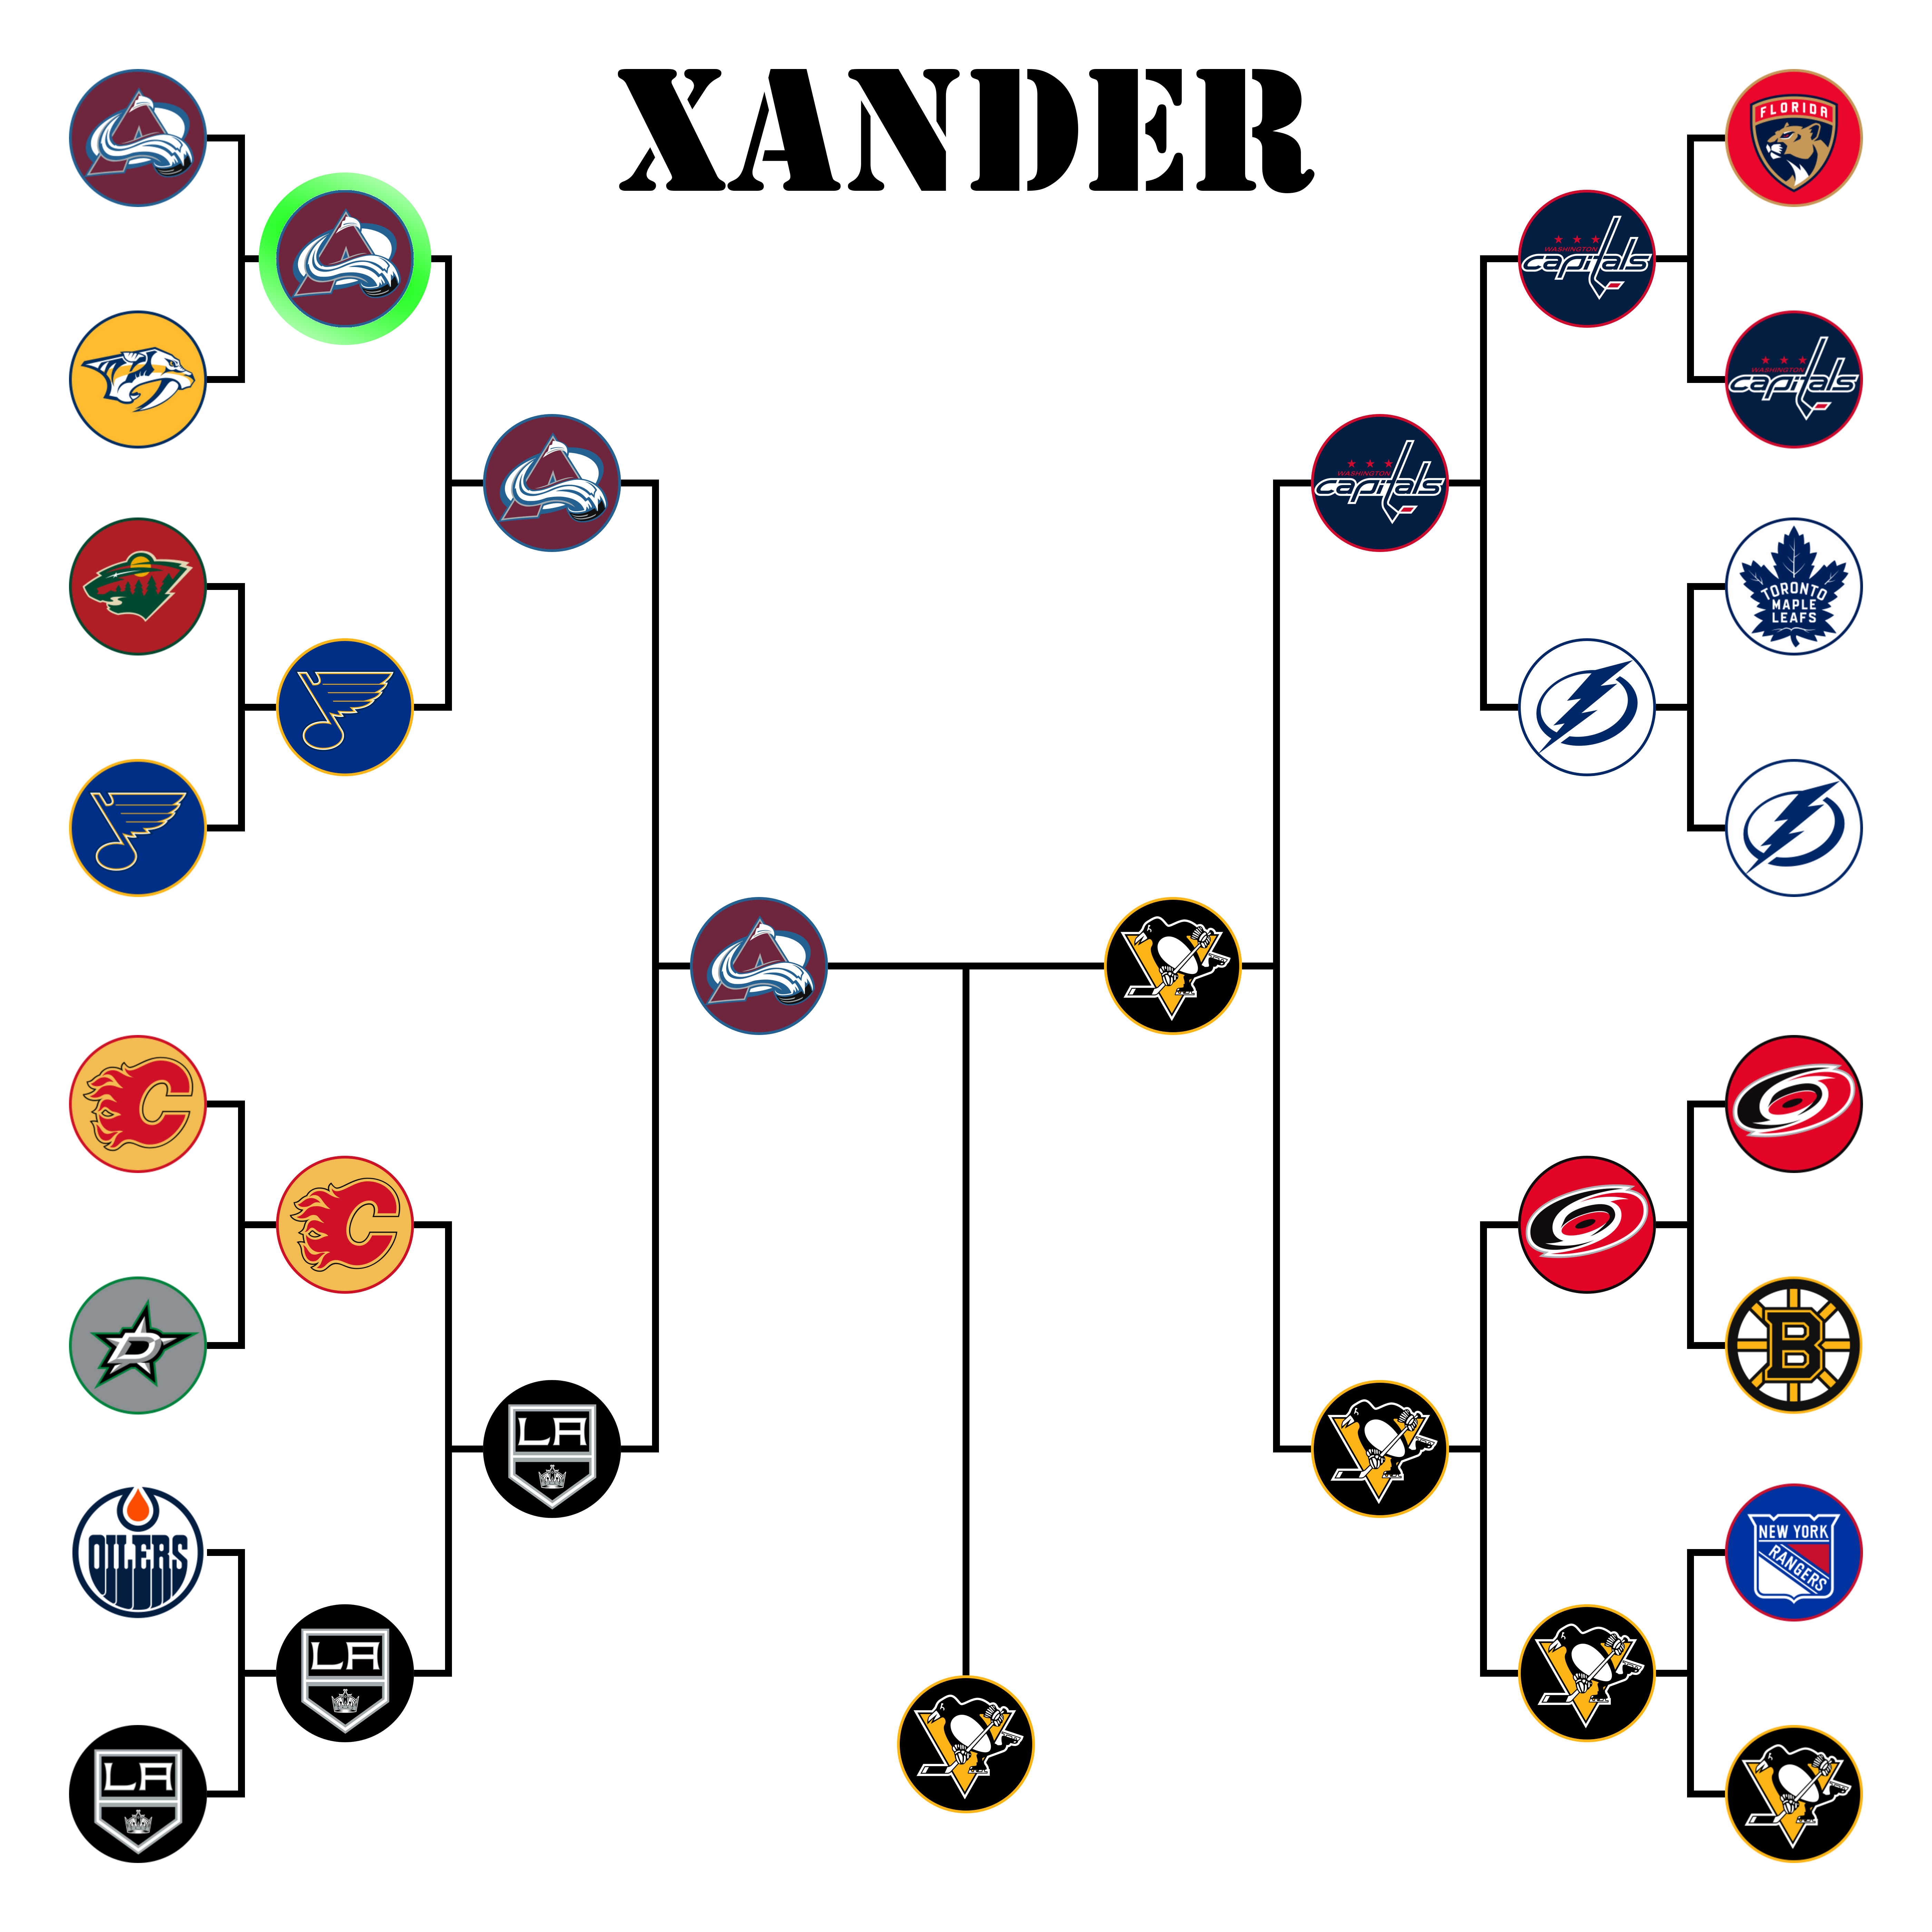 XANDER
FLORIDA
WASHINGTON
capitals
WASHINGTON
capitals
WASHINGTON
capitals
TORONTO
MAPLE
LEAFS
C
C
D
B
LA
OILERS
NEW YORK
RANGERS
LA
LA